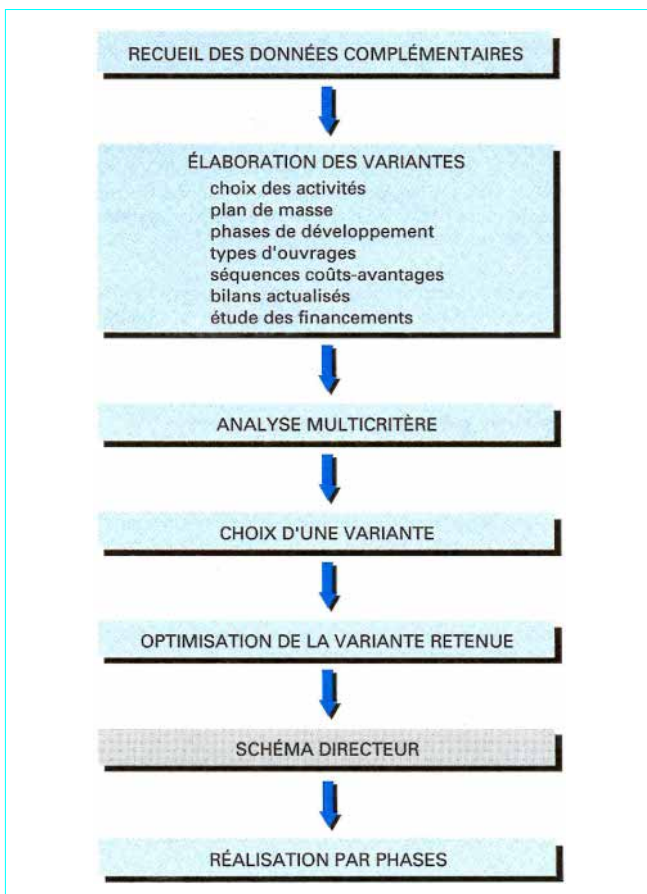 RECUEIL DES DONNÉES COMPLÉMENTAIRES
ÉLABORATION DES VARIANTES
choix des activités
plan de masse
phases de développement
types d'ouvrages
séquences coûts-avantages
bilans actualisés
étude des financements
ANALYSE MULTICRITÈRE
CHOIX D'UNE VARIANTE
OPTIMISATION DE LA VARIANTE RETENUE
SCHÉMA DIRECTEUR
RÉALISATION PAR PHASES